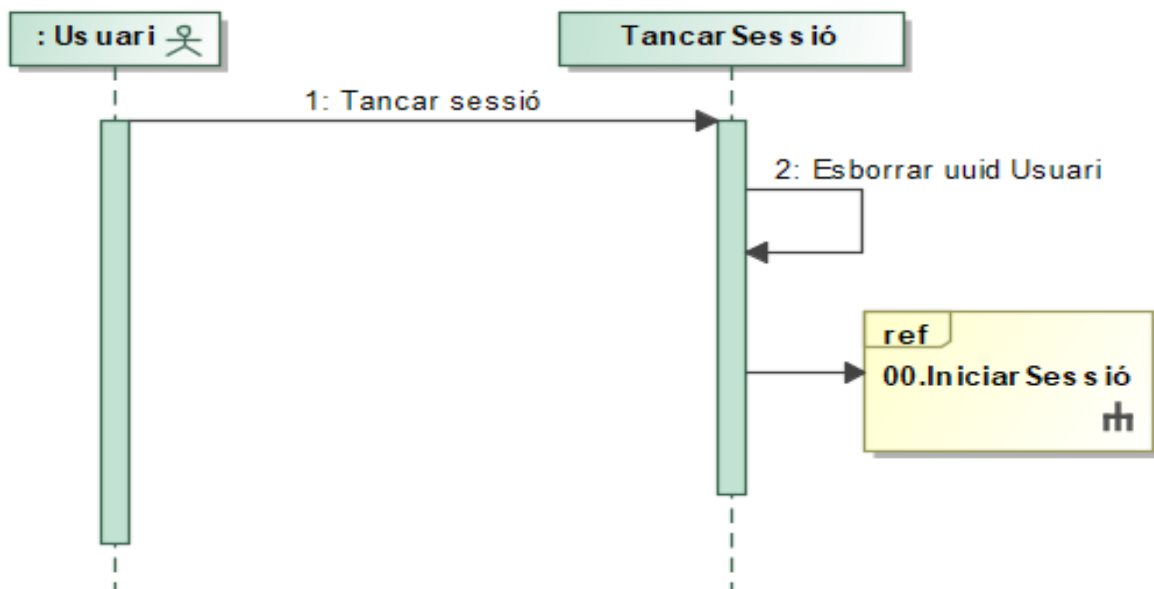 : Usuari
TancarSessió
1: Tancar sessió
2: Esborrar uuid Usuari
ref
00.IniciarSessió